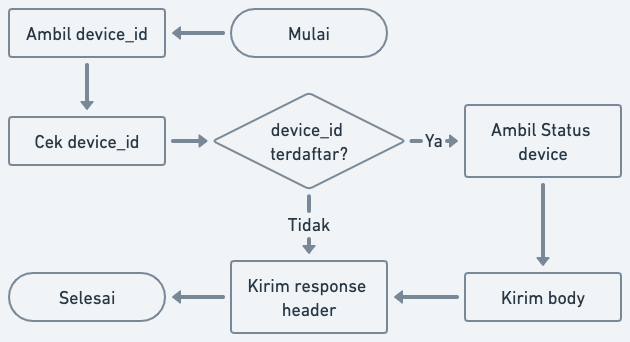 Ambil device_id
Mulai
Cek device_id
device_id
terdaftar?
Ya
Ambil Status
device
Tidak
Selesai
Kirim response
header
Kirim body